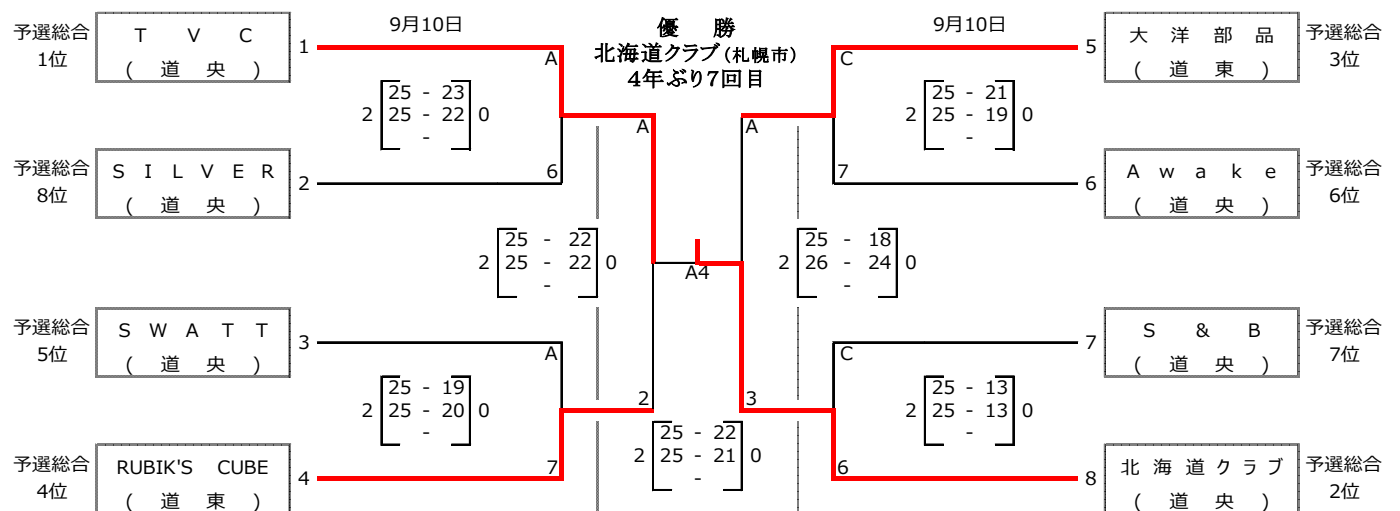 9月10日
優 勝
9月10日
北海道クラブ(札幌市)
4年ぶり7回目
予選総合
1位
T V C
( 道 央 )
1
A
25 - 23
2 25 - 22 0
-
A
予選総合
8位
S I L V E R
( 道 央 )
2
6
25 - 22
2 25 - 22 0
-
予選総合
5位
S W A T T
( 道 央 )
3
A
25 - 19
2 25 - 20 0
-
2
予選総合
4位
RUBIK'S CUBE
( 道 東 )
4
7
A4
25 - 22
2 25 - 21 0
-
C
5
大 洋 部 品
( 道 東 )
予選総合
3位
25 - 21
2 25 - 19 0
-
A
7
6
A w a k e
( 道 央 )
予選総合
6位
25 - 18
2 26 - 24 0
-
C
7
S & B
( 道 央 )
予選総合
7位
25 - 13
2 25 - 13 0
-
3
6
8
北 海 道 ク ラ ブ
( 道 央 )
予選総合
2位